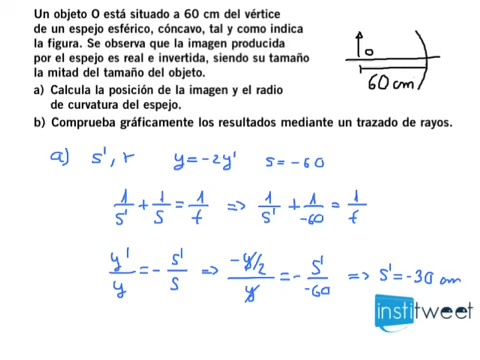 Un objeto O está situado a 60 cm del vértice
de un espejo esférico, cóncavo, tal y como indica
la figura. Se observa que la imagen producida
por el espejo es real e invertida, siendo su tamaño
la mitad del tamaño del objeto.
a) Calcula la posición de la imagen y el radio
de curvatura del espejo.
b) Comprueba gráficamente los resultados mediante un trazado de rayos.
O
60 cm
a) s', r y = -2y' s = -60
1/s' + 1/s = 1/f => 1/s' + 1/-60 = 1/f
y'/y = - s'/s => -y/2 / y = - s'/-60 => s' = -30 cm
institweet